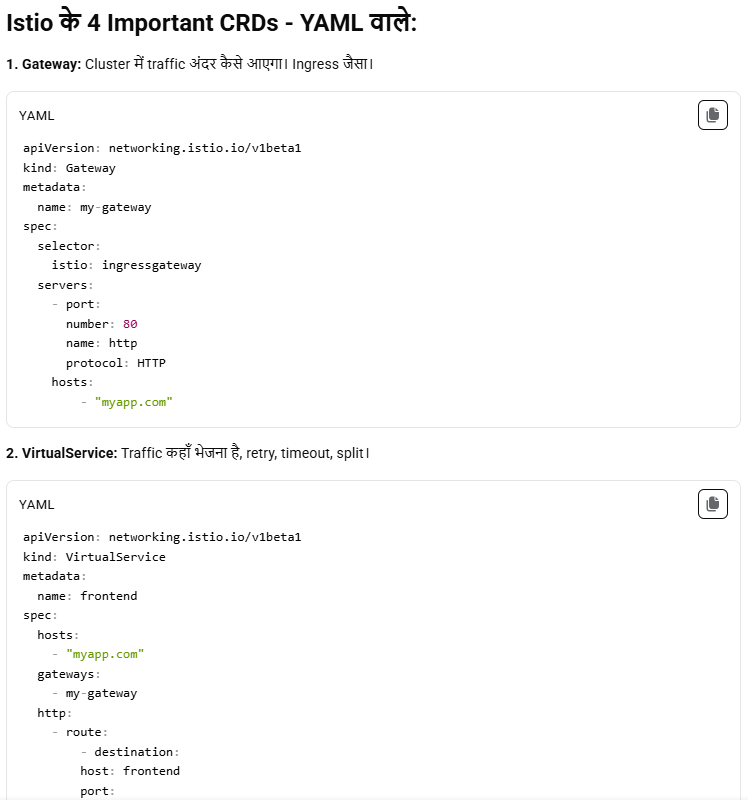 Istio के 4 Important CRDs - YAML वाले:
1. Gateway: Cluster में traffic अंदर कैसे आएगा। Ingress जैसा।
YAML
apiVersion: networking.istio.io/v1beta1
kind: Gateway
metadata:
  name: my-gateway
spec:
  selector:
    istio: ingressgateway
  servers:
    - port:
      number: 80
      name: http
      protocol: HTTP
    hosts:
        - "myapp.com"
2. VirtualService: Traffic कहाँ भेजना है, retry, timeout, split।
YAML
apiVersion: networking.istio.io/v1beta1
kind: VirtualService
metadata:
  name: frontend
spec:
  hosts:
    - "myapp.com"
  gateways:
    - my-gateway
  http:
    - route:
        - destination:
        host: frontend
        port: